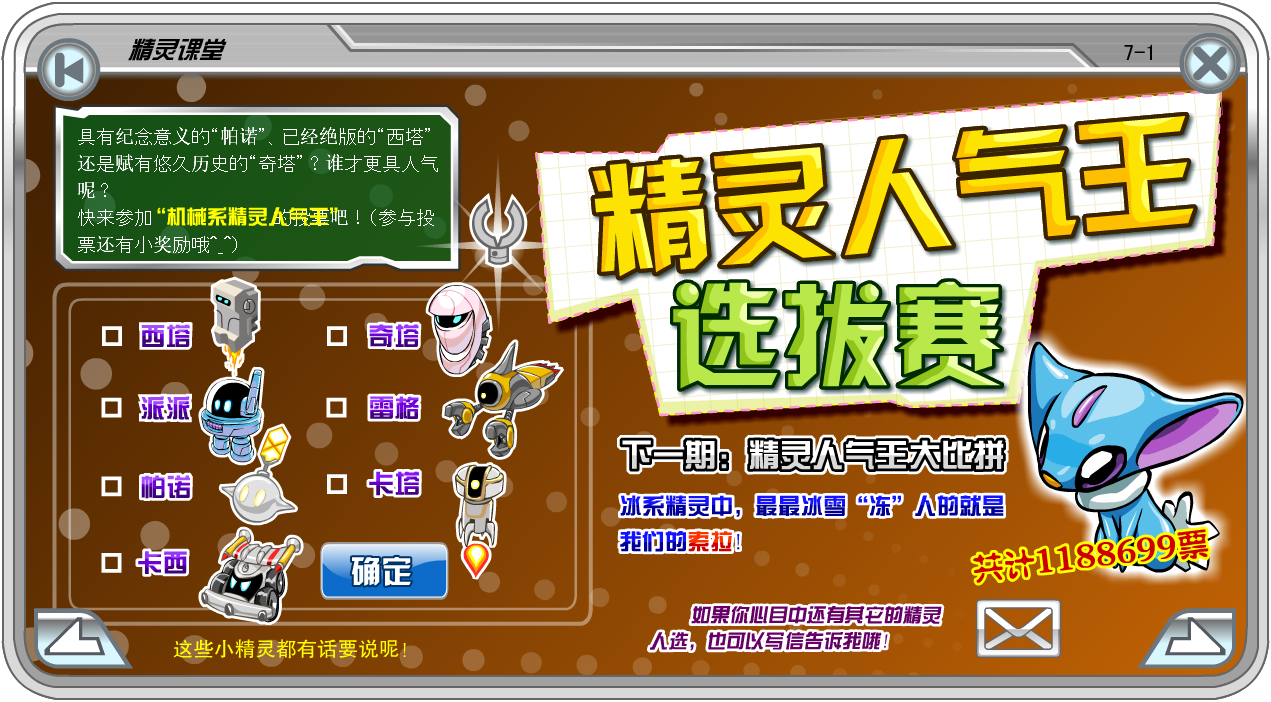 精灵课堂
7-1
具有纪念意义的“帕诺”、已经绝版的“西塔”
还是赋有悠久历史的“奇塔”？谁才更具人气
呢？
快来参加“机械系精灵人气王”吧！（参与投
票还有小奖励哦^_^）
精灵人气王
选拔赛
西塔
奇塔
派派
雷格
帕诺
卡塔
卡西
确定
下一期：精灵人气王大比拼
冰系精灵中，最最冰雪“冻”人的就是
我们的索拉！
共计1188699票
如果你心目中还有其它的精灵
人选，也可以写信告诉我哦！
这些小精灵都有话要说呢！